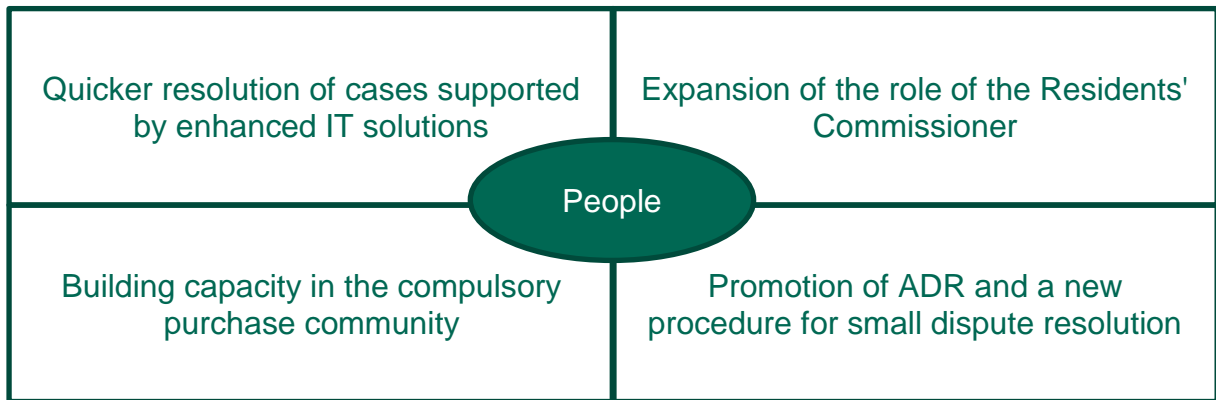 Quicker resolution of cases supported
by enhanced IT solutions
Expansion of the role of the Residents'
Commissioner
People
Building capacity in the compulsory
purchase community
Promotion of ADR and a new
procedure for small dispute resolution